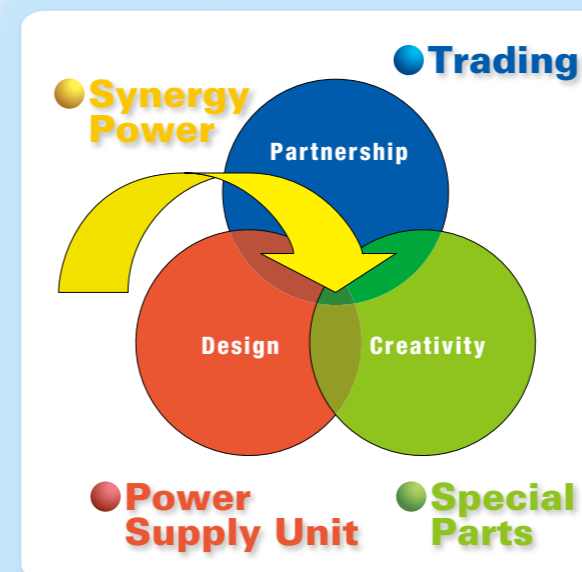 Trading
Synergy
Power
Partnership
Design
Creativity
Power
Supply Unit
Special
Parts